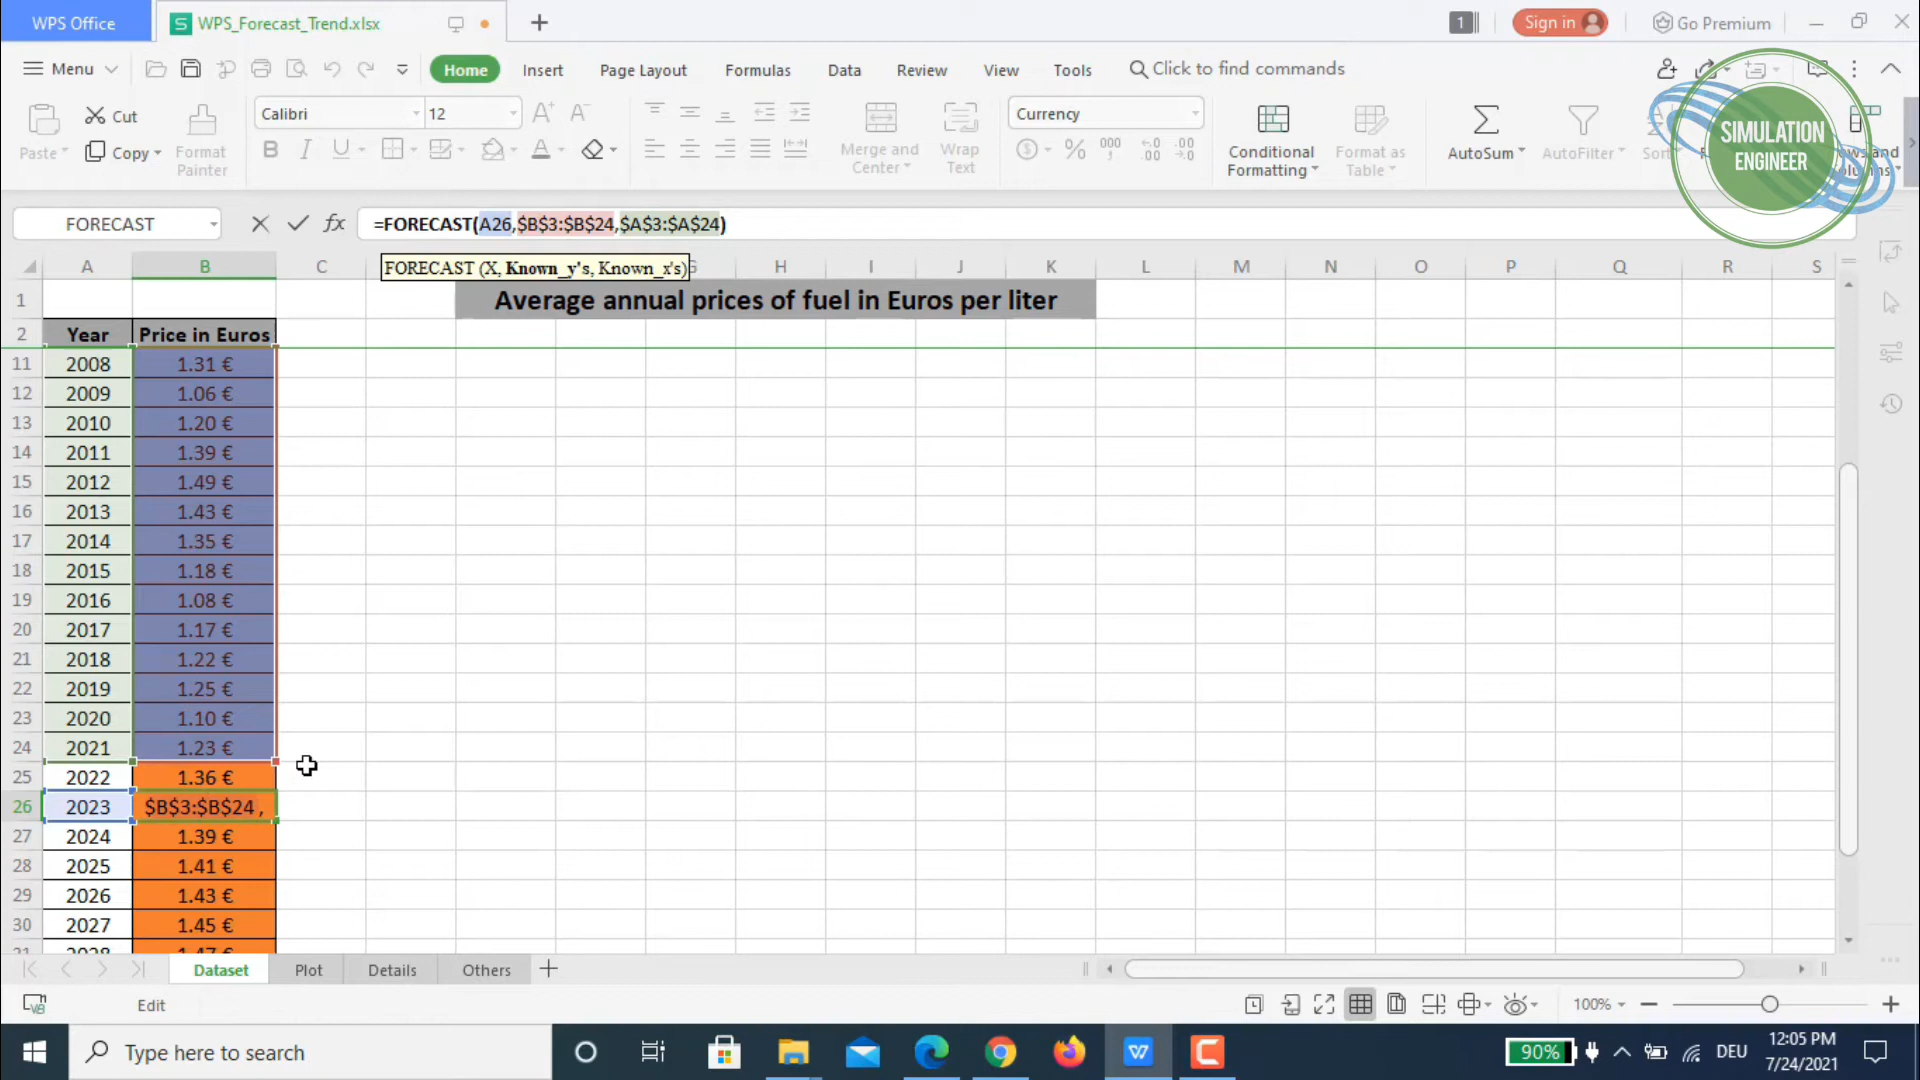 WPS Office
WPS_Forecast_Trend.xlsx
1
Sign in
Go Premium
Menu
Home
Insert
Page Layout
Formulas
Data
Review
View
Tools
Click to find commands
Paste
Cut
Copy
Format
Painter
Calibri
12
B I U
A
Merge and
Center
Wrap
Text
Currency
Conditional
Formatting
Format as
Table
AutoSum
AutoFilter
SIMULATION
ENGINEER
FORECAST
fx
=FORECAST(A26,$B$3:$B$24,$A$3:$A$24)
FORECAST (X, Known_y's, Known_x's)
A B C G H I J K L M N O P Q R S
1 Average annual prices of fuel in Euros per liter
2 Year Price in Euros
11 2008 1.31 €
12 2009 1.06 €
13 2010 1.20 €
14 2011 1.39 €
15 2012 1.49 €
16 2013 1.43 €
17 2014 1.35 €
18 2015 1.18 €
19 2016 1.08 €
20 2017 1.17 €
21 2018 1.22 €
22 2019 1.25 €
23 2020 1.10 €
24 2021 1.23 €
25 2022 1.36 €
26 2023 $B$3:$B$24 ,
27 2024 1.39 €
28 2025 1.41 €
29 2026 1.43 €
30 2027 1.45 €
Dataset
Plot
Details
Others
Edit
100%
Type here to search
90%
DEU
12:05 PM
7/24/2021